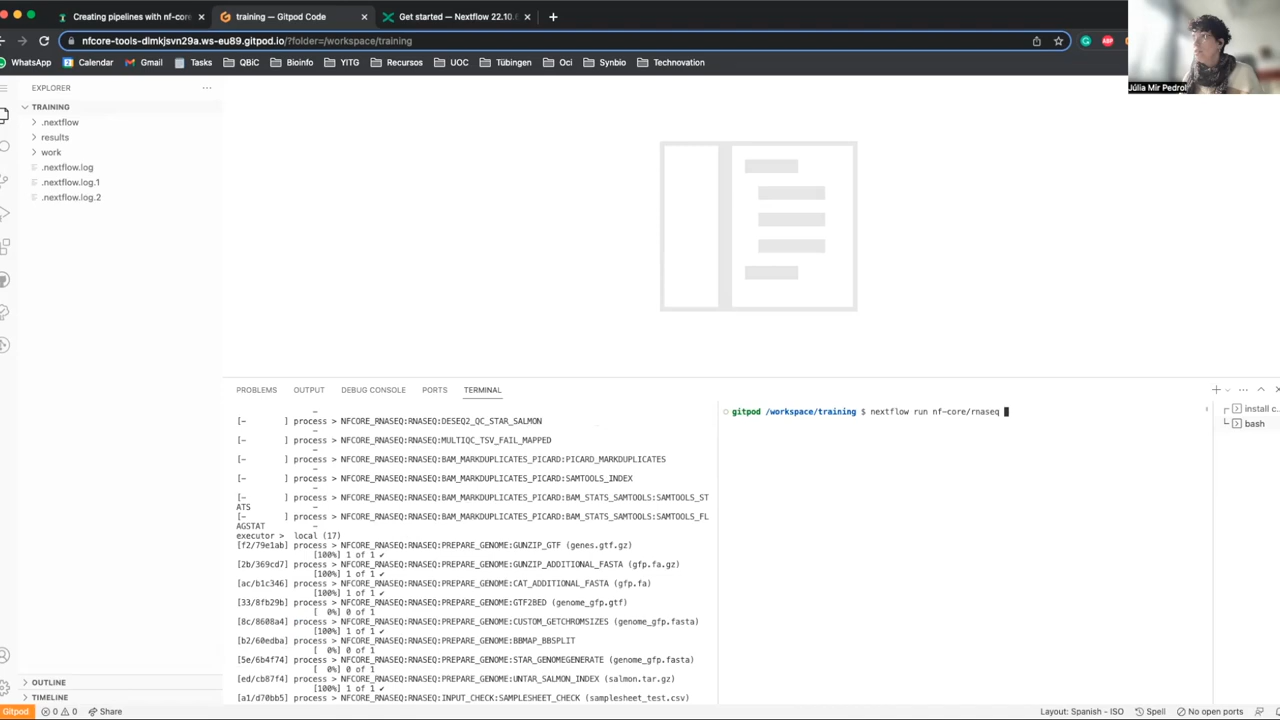 Creating pipelines with nf-core
training — Gitpod Code
Get started — Nextflow 22.10.
nfcore-tools-dlmkjsvn29a.ws-eu89.gitpod.io/?folder=/workspace/training
WhatsApp
Calendar
Gmail
Tasks
QBiC
Bioinfo
YITG
Recursos
UOC
Tübingen
Oci
Synbio
Technovation
Júlia Mir Pedrol
EXPLORER
TRAINING
.nextflow
results
work
.nextflow.log
.nextflow.log.1
.nextflow.log.2
OUTLINE
TIMELINE
PROBLEMS OUTPUT DEBUG CONSOLE PORTS TERMINAL
–
[- ] process > NFCORE_RNASEQ:RNASEQ:DESEQ2_QC_STAR_SALMON
–
[- ] process > NFCORE_RNASEQ:RNASEQ:MULTIQC_TSV_FAIL_MAPPED
–
[- ] process > NFCORE_RNASEQ:RNASEQ:BAM_MARKDUPLICATES_PICARD:PICARD_MARKDUPLICATES
–
[- ] process > NFCORE_RNASEQ:RNASEQ:BAM_MARKDUPLICATES_PICARD:SAMTOOLS_INDEX
–
[- ] process > NFCORE_RNASEQ:RNASEQ:BAM_MARKDUPLICATES_PICARD:BAM_STATS_SAMTOOLS:SAMTOOLS_ST
ATS –
[- ] process > NFCORE_RNASEQ:RNASEQ:BAM_MARKDUPLICATES_PICARD:BAM_STATS_SAMTOOLS:SAMTOOLS_FL
AGSTAT –
executor > local (17)
[f2/79e1ab] process > NFCORE_RNASEQ:RNASEQ:PREPARE_GENOME:GUNZIP_GTF (genes.gtf.gz)
[100%] 1 of 1 ✔
[2b/369cd7] process > NFCORE_RNASEQ:RNASEQ:PREPARE_GENOME:GUNZIP_ADDITIONAL_FASTA (gfp.fa.gz)
[100%] 1 of 1 ✔
[ac/b1c346] process > NFCORE_RNASEQ:RNASEQ:PREPARE_GENOME:CAT_ADDITIONAL_FASTA (gfp.fa)
[100%] 1 of 1 ✔
[33/8fb29b] process > NFCORE_RNASEQ:RNASEQ:PREPARE_GENOME:GTF2BED (genome_gfp.gtf)
[ 0%] 0 of 1
[8c/8608a4] process > NFCORE_RNASEQ:RNASEQ:PREPARE_GENOME:CUSTOM_GETCHROMSIZES (genome_gfp.fasta)
[100%] 1 of 1 ✔
[b2/60edba] process > NFCORE_RNASEQ:RNASEQ:PREPARE_GENOME:BBMAP_BBSPLIT
[ 0%] 0 of 1
[5e/6b4f74] process > NFCORE_RNASEQ:RNASEQ:PREPARE_GENOME:STAR_GENOMEGENERATE (genome_gfp.fasta)
[ 0%] 0 of 1
[ed/cb87f4] process > NFCORE_RNASEQ:RNASEQ:PREPARE_GENOME:UNTAR_SALMON_INDEX (salmon.tar.gz)
[100%] 1 of 1 ✔
[a1/d70bb5] process > NFCORE_RNASEQ:RNASEQ:INPUT_CHECK:SAMPLESHEET_CHECK (samplesheet_test.csv)
gitpod /workspace/training $ nextflow run nf-core/rnaseq
install c...
bash
Gitpod
0 0
Share
Layout: Spanish - ISO
Spell
No open ports